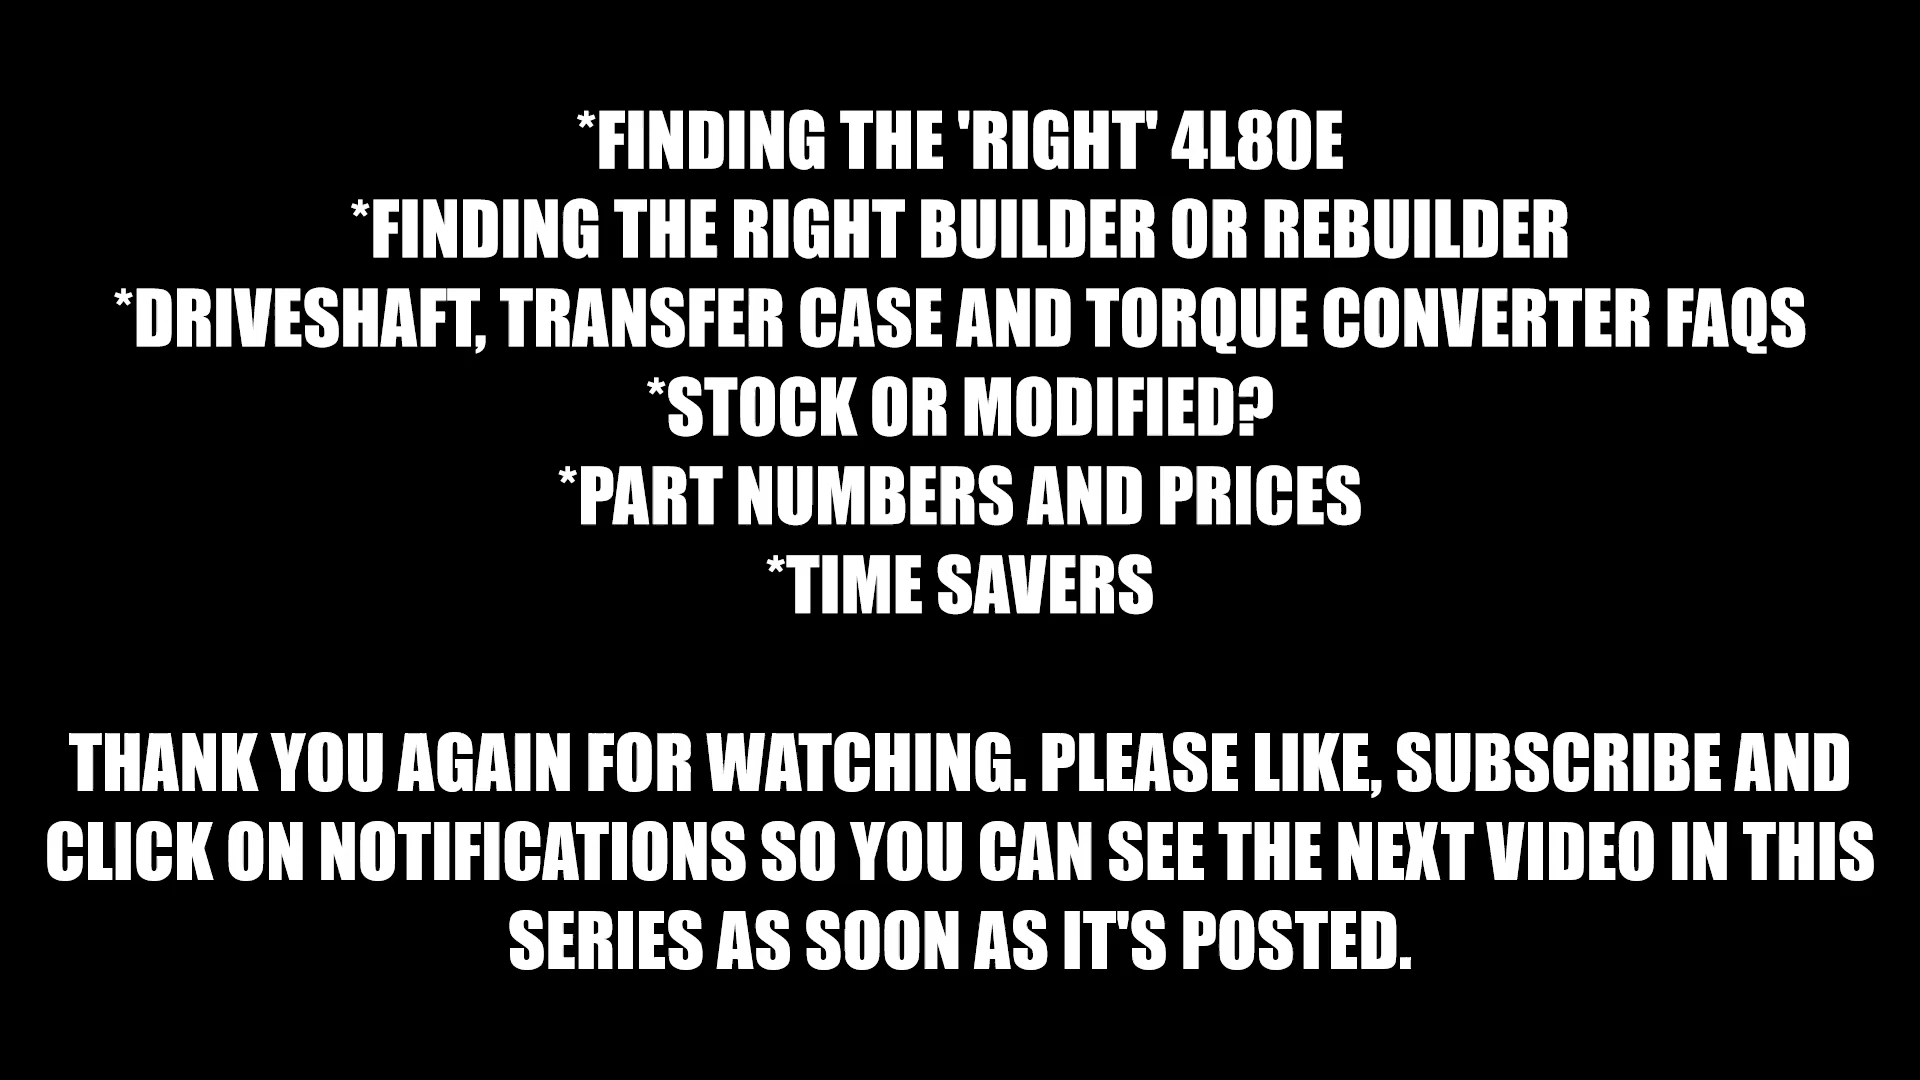 *FINDING THE 'RIGHT' 4L80E
*FINDING THE RIGHT BUILDER OR REBUILDER
*DRIVESHAFT, TRANSFER CASE AND TORQUE CONVERTER FAQS
*STOCK OR MODIFIED?
*PART NUMBERS AND PRICES
*TIME SAVERS
THANK YOU AGAIN FOR WATCHING. PLEASE LIKE, SUBSCRIBE AND
CLICK ON NOTIFICATIONS SO YOU CAN SEE THE NEXT VIDEO IN THIS
SERIES AS SOON AS IT'S POSTED.